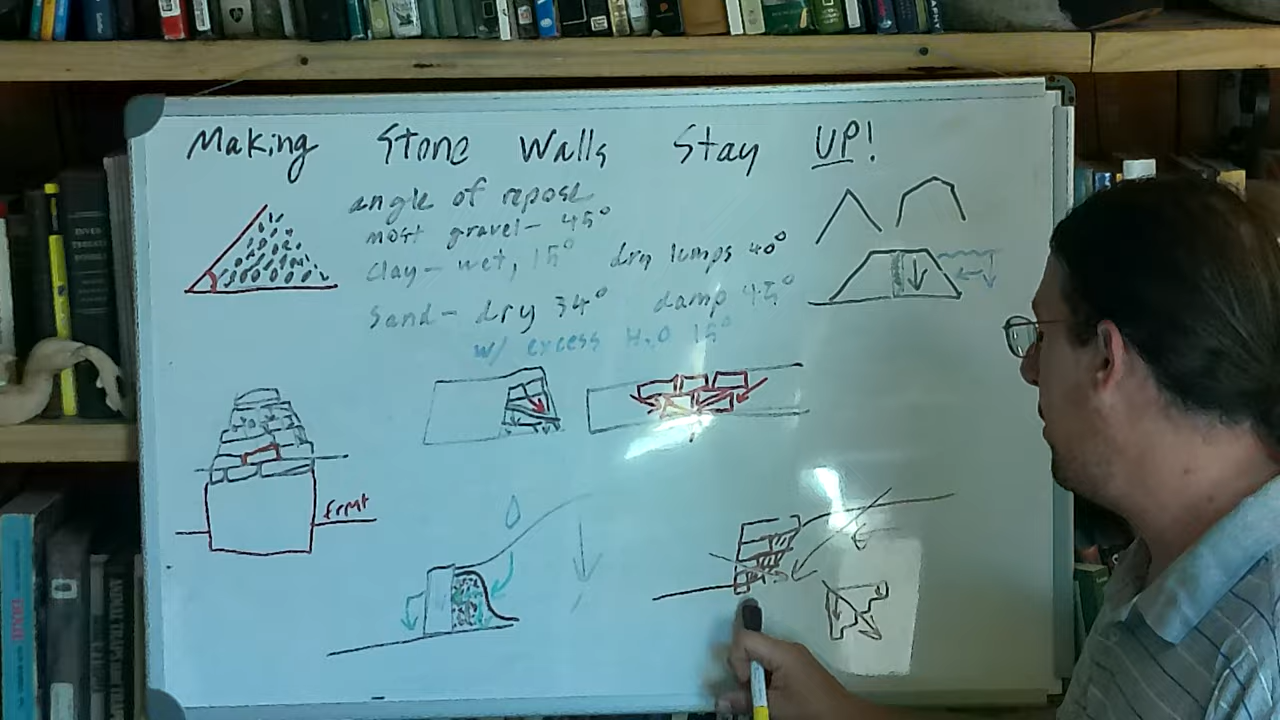 Making Stone Walls Stay UP!
angle of repose
most gravel- 45°
clay- wet, 15° dry lumps 40°
Sand- dry 34° damp 45°
w/ excess H2O 15°
frost